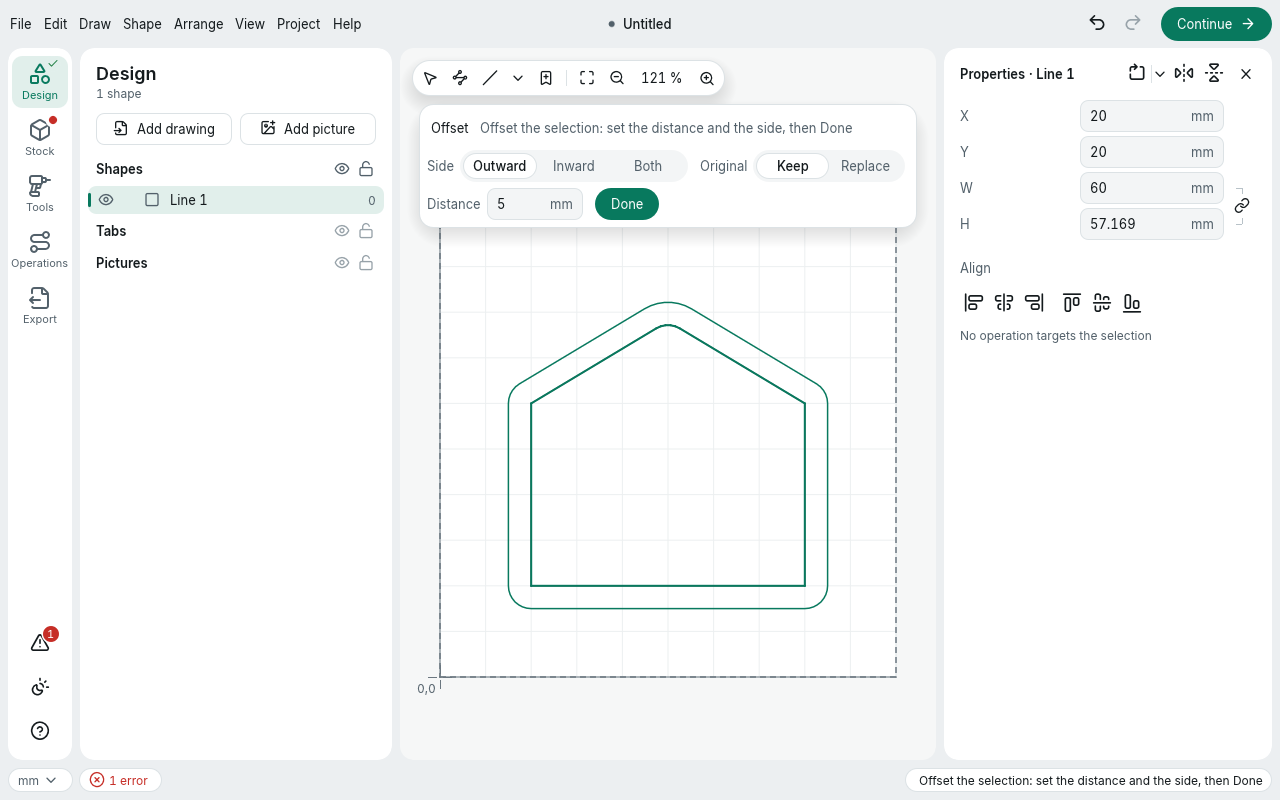 File Edit Draw Shape Arrange View Project Help
Untitled
Continue
Design
Stock
Tools
Operations
Export
1
Design
1 shape
Add drawing
Add picture
Shapes
Line 1
0
Tabs
Pictures
121 %
Offset Offset the selection: set the distance and the side, then Done
Side Outward Inward Both Original Keep Replace
Distance 5 mm Done
0,0
Properties · Line 1
X 20 mm
Y 20 mm
W 60 mm
H 57.169 mm
Align
No operation targets the selection
mm
1 error
Offset the selection: set the distance and the side, then Done